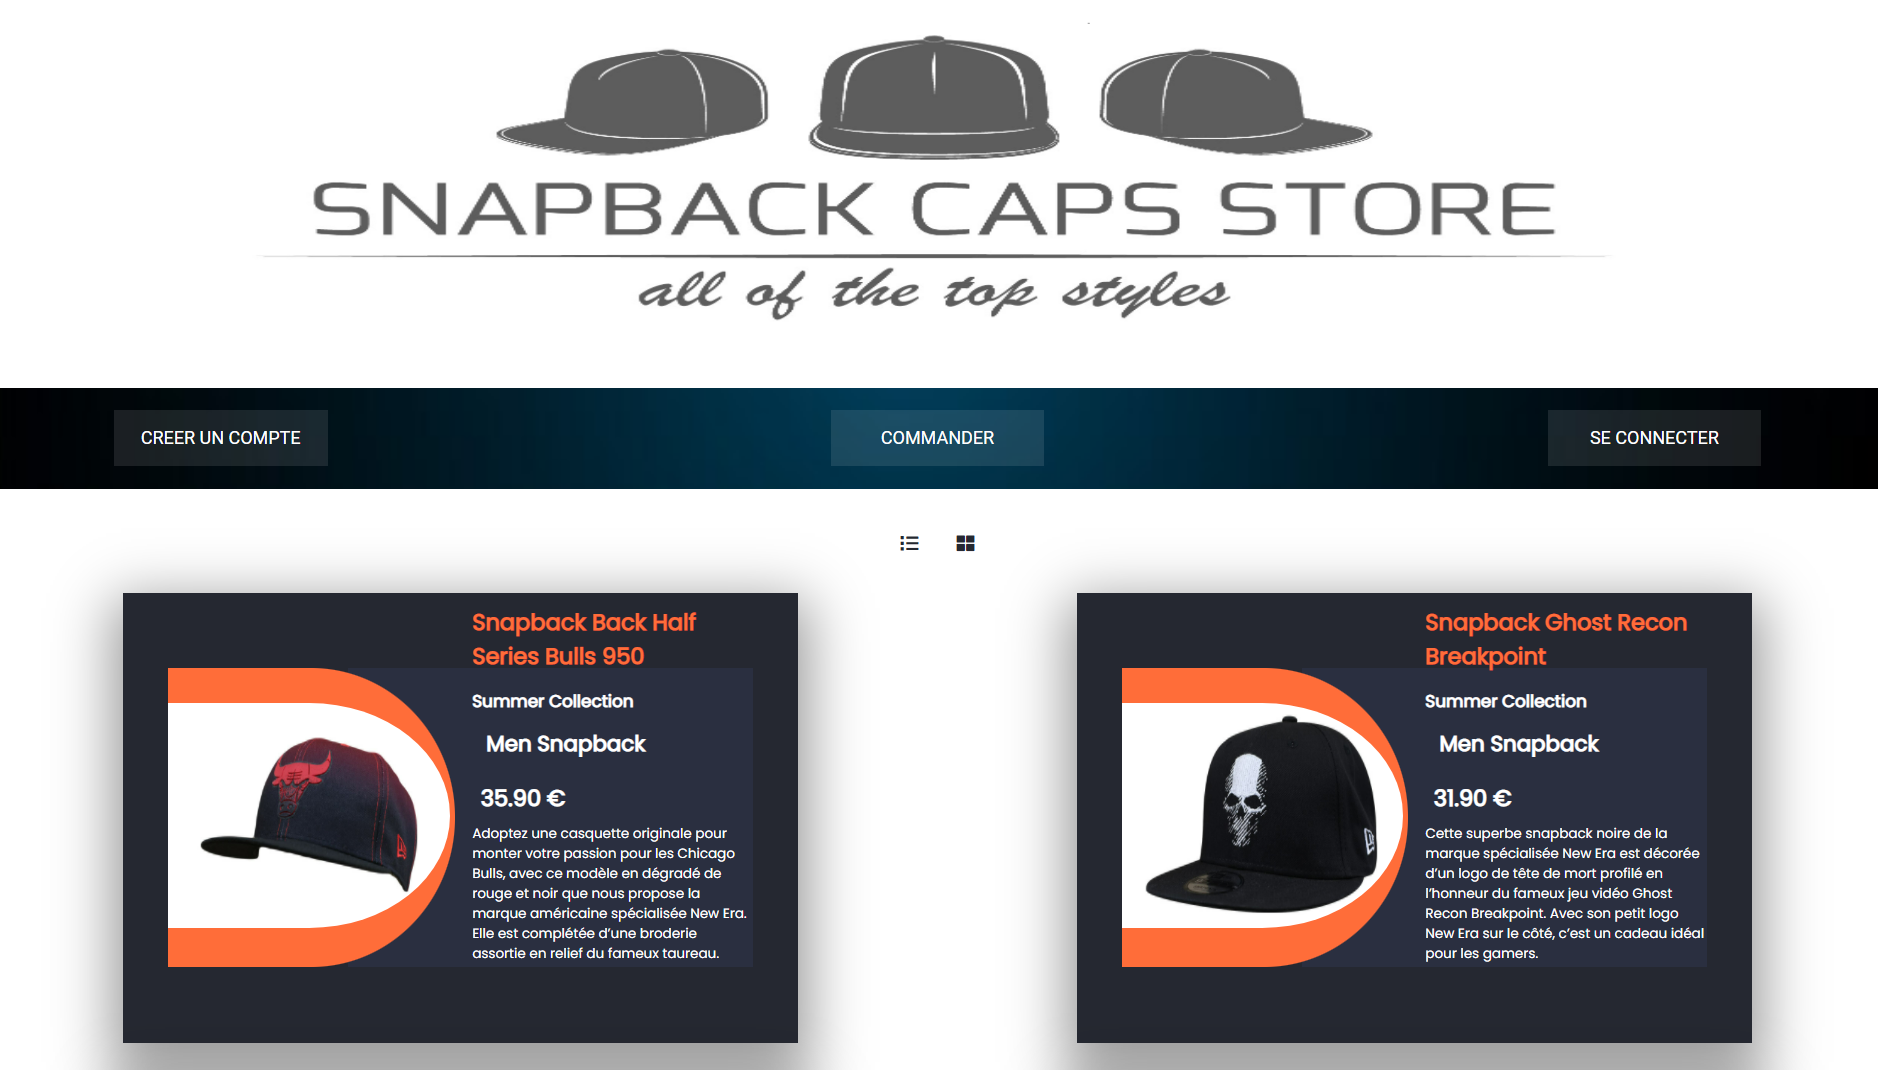 SNAPBACK CAPS STORE
all of the top styles
CREER UN COMPTE
COMMANDER
SE CONNECTER
Snapback Back Half
Series Bulls 950
Summer Collection
Men Snapback
35.90 €
Adoptez une casquette originale pour
monter votre passion pour les Chicago
Bulls, avec ce modèle en dégradé de
rouge et noir que nous propose la
marque américaine spécialisée New Era.
Elle est complétée d’une broderie
assortie en relief du fameux taureau.
Snapback Ghost Recon
Breakpoint
Summer Collection
Men Snapback
31.90 €
Cette superbe snapback noire de la
marque spécialisée New Era est décorée
d’un logo de tête de mort profilé en
l’honneur du fameux jeu vidéo Ghost
Recon Breakpoint. Avec son petit logo
New Era sur le côté, c’est un cadeau idéal
pour les gamers.